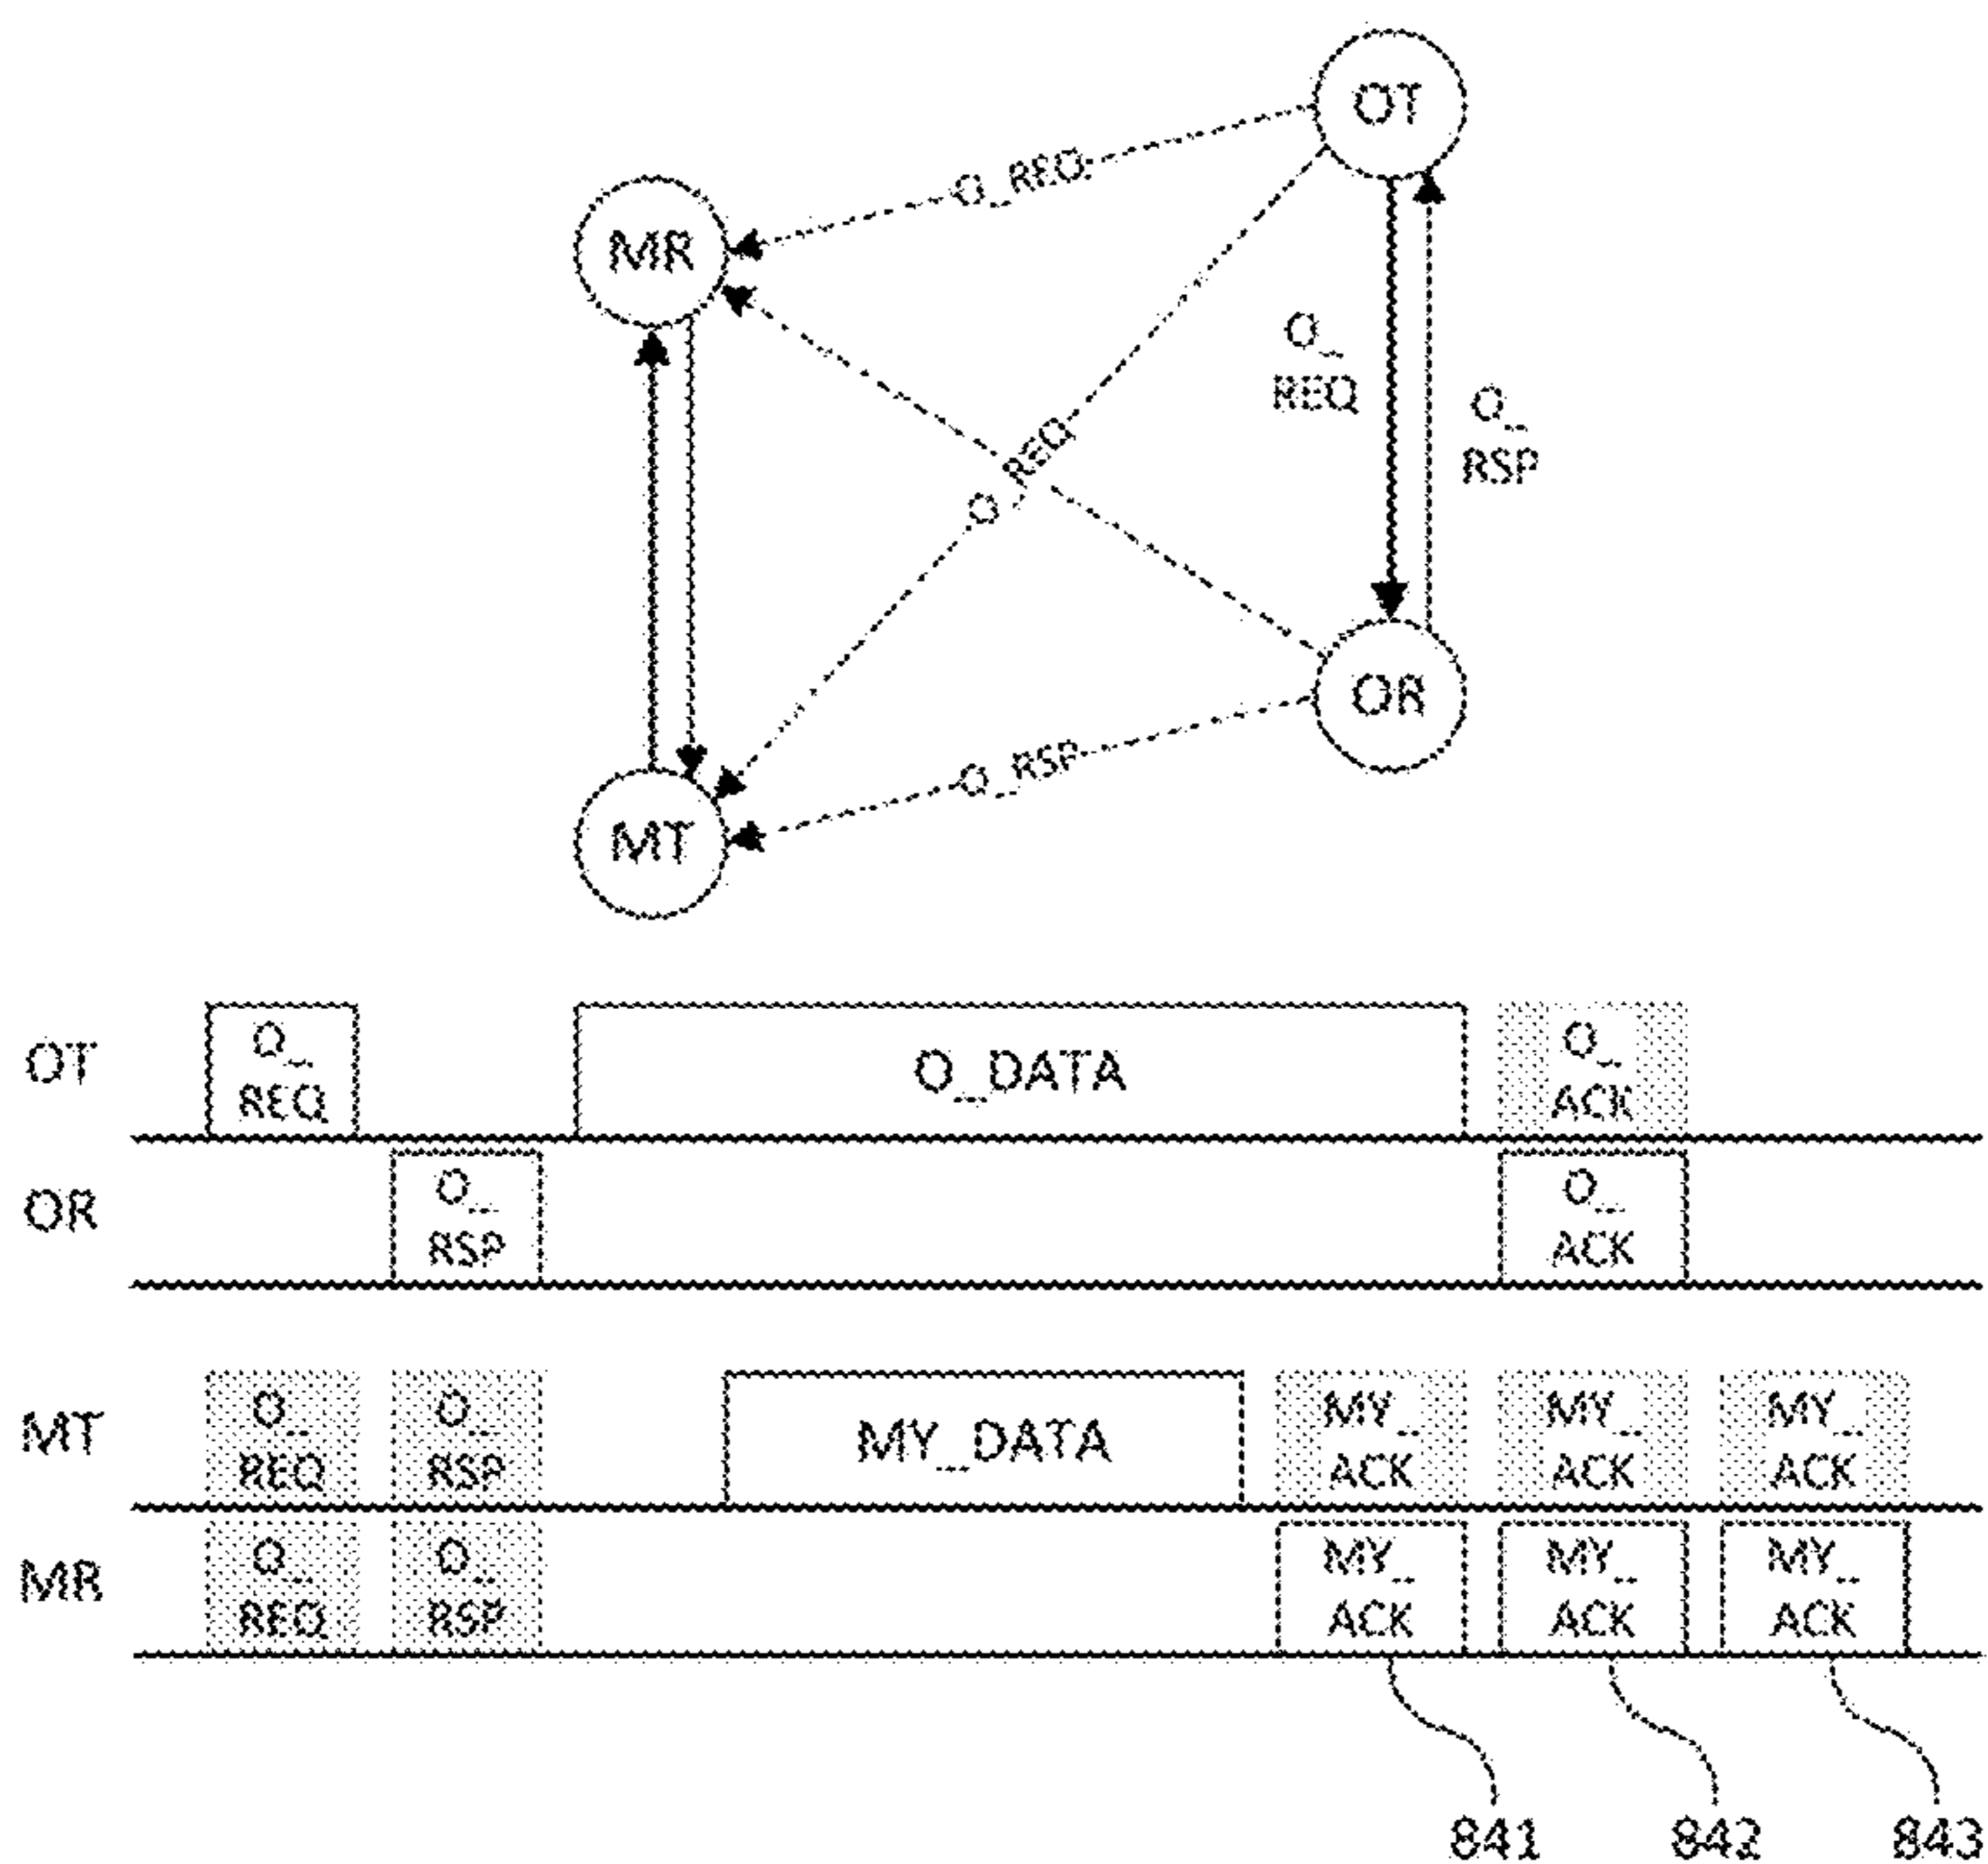 OT
O_REQ
MR
O_
REQ
O_
RSP
O_REQ
OR
O_RSP
MT
OT
O_
REQ
O_DATA
O_
ACK
OR
O_
RSP
O_
ACK
MT
O_
REQ
O_
RSP
MY_DATA
MY_
ACK
MY_
ACK
MY_
ACK
MR
O_
REQ
O_
RSP
MY_
ACK
MY_
ACK
MY_
ACK
841
842
843